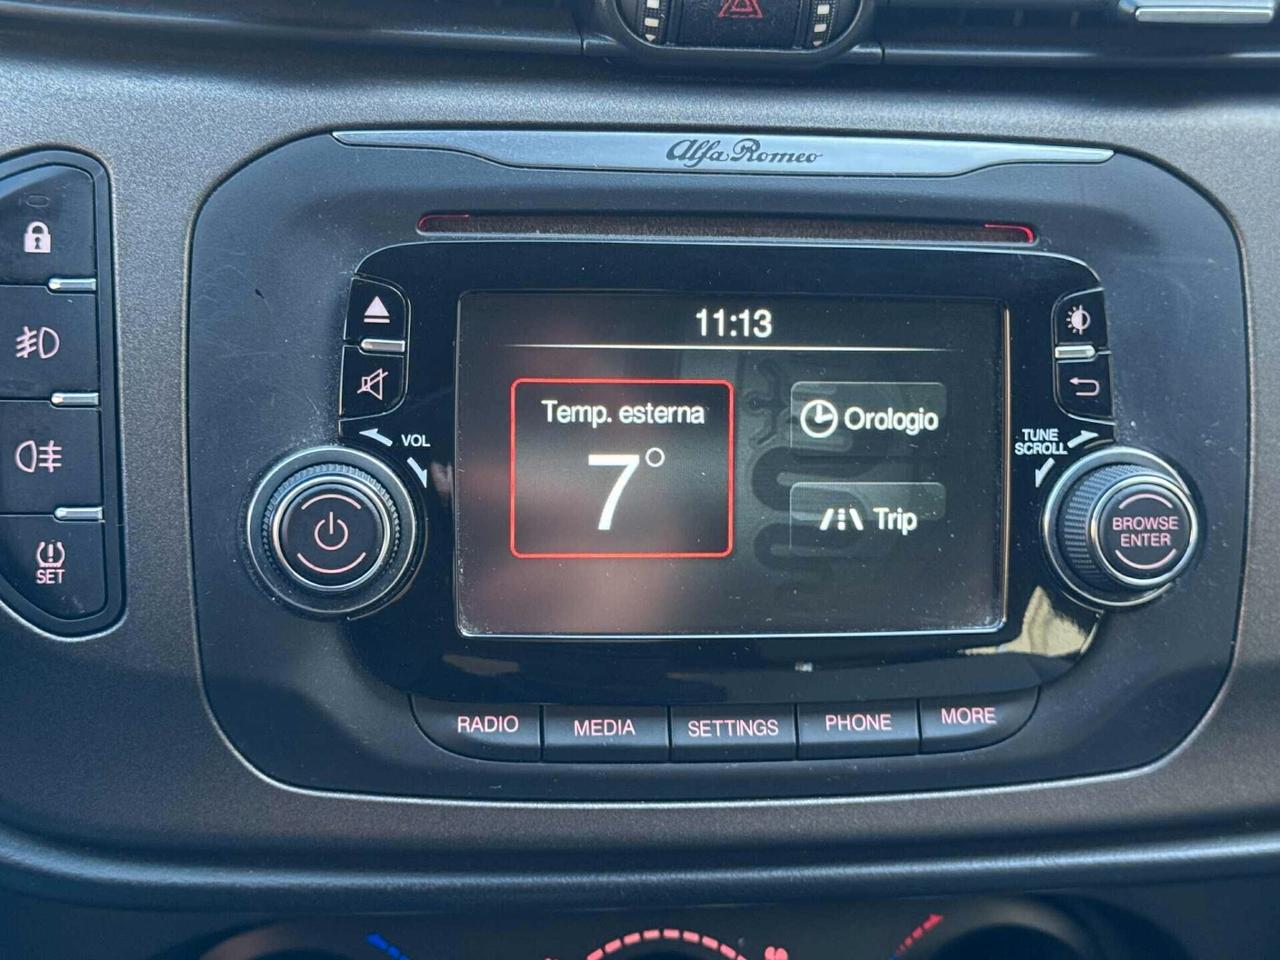 Alfa Romeo
11:13
Temp. esterna
7°
Orologio
Trip
VOL
TUNE
SCROLL
BROWSE
ENTER
SET
RADIO
MEDIA
SETTINGS
PHONE
MORE